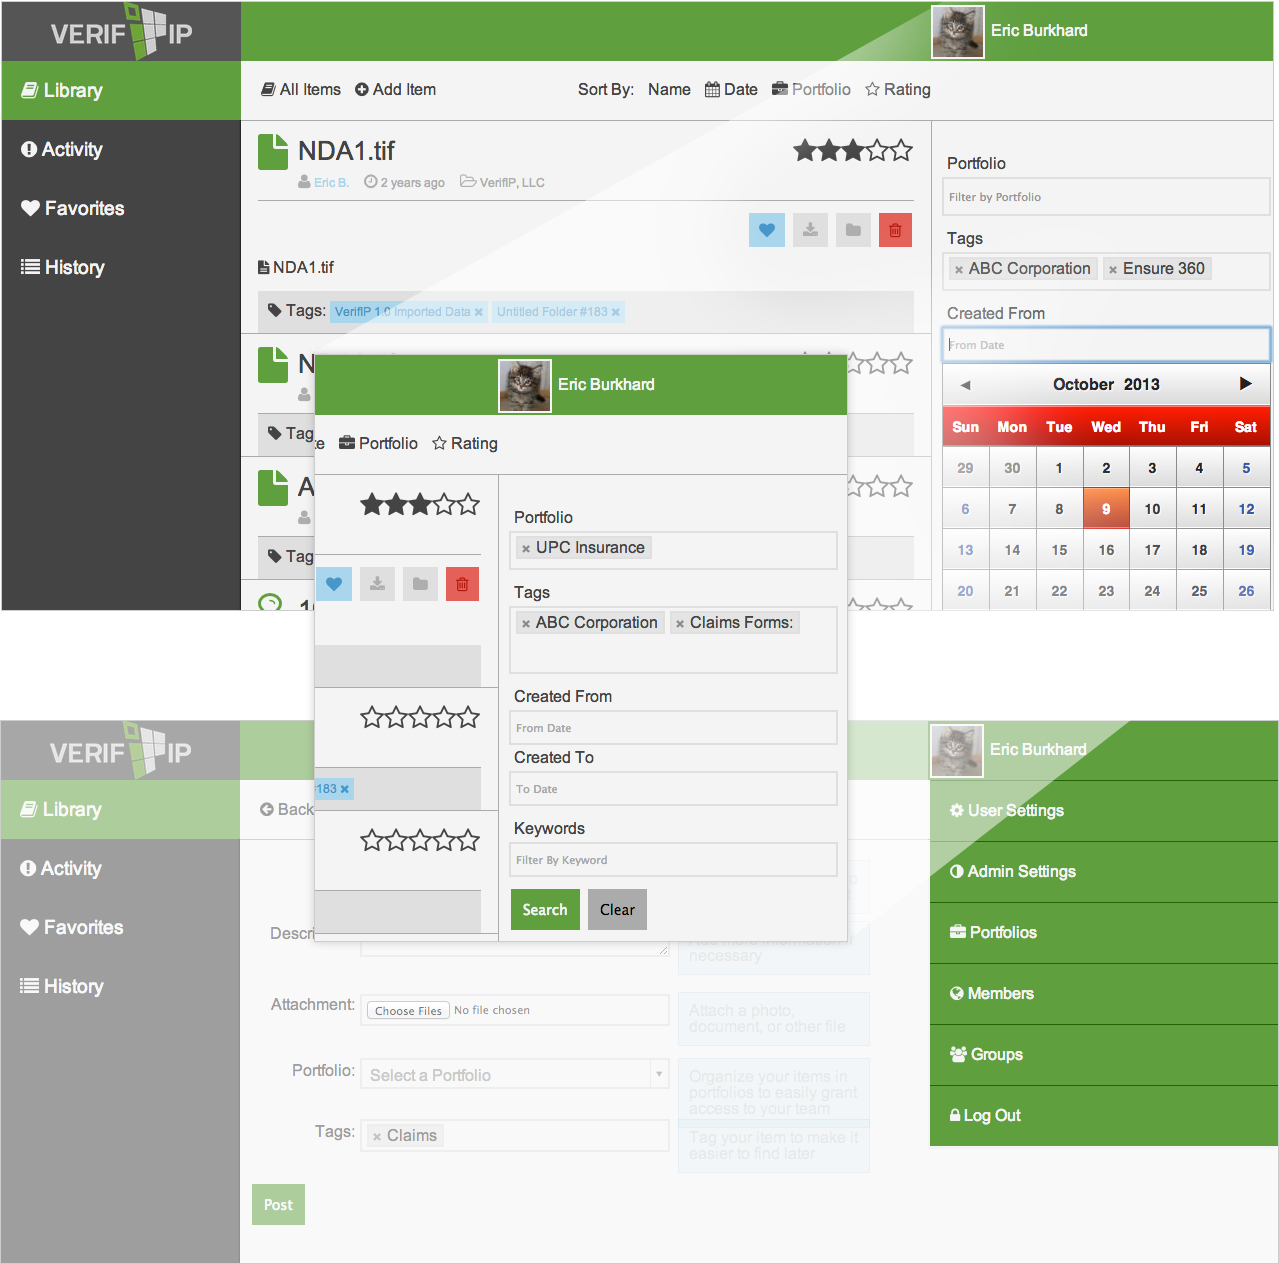 VERIF IP
Eric Burkhard
Library
Activity
Favorites
History
All Items
Add Item
Sort By:
Name
Date
Portfolio
Rating
NDA1.tif
Eric B.
2 years ago
VerifIP, LLC
NDA1.tif
Tags:
VerifIP 1.0 Imported Data ×
Untitled Folder #183 ×
N
Tag
A
Tag
Portfolio
Filter by Portfolio
Tags
× ABC Corporation
× Ensure 360
Created From
From Date
◄ October 2013 ►
Sun Mon Tue Wed Thu Fri Sat
29 30 1 2 3 4 5
6 7 8 9 10 11 12
13 14 15 16 17 18 19
20 21 22 23 24 25 26
Eric Burkhard
te
Portfolio
Rating
Portfolio
× UPC Insurance
Tags
× ABC Corporation
× Claims Forms:
#183 ×
Created From
From Date
Created To
To Date
Keywords
Filter By Keyword
Search
Clear
VERIF IP
Eric Burkhard
Library
Activity
Favorites
History
Back
Descri
necessary
Attachment:
Choose Files
No file chosen
Attach a photo,
document, or other file
Portfolio:
Select a Portfolio
Organize your items in
portfolios to easily grant
access to your team
Tags:
× Claims
Tag your item to make it
easier to find later
Post
User Settings
Admin Settings
Portfolios
Members
Groups
Log Out